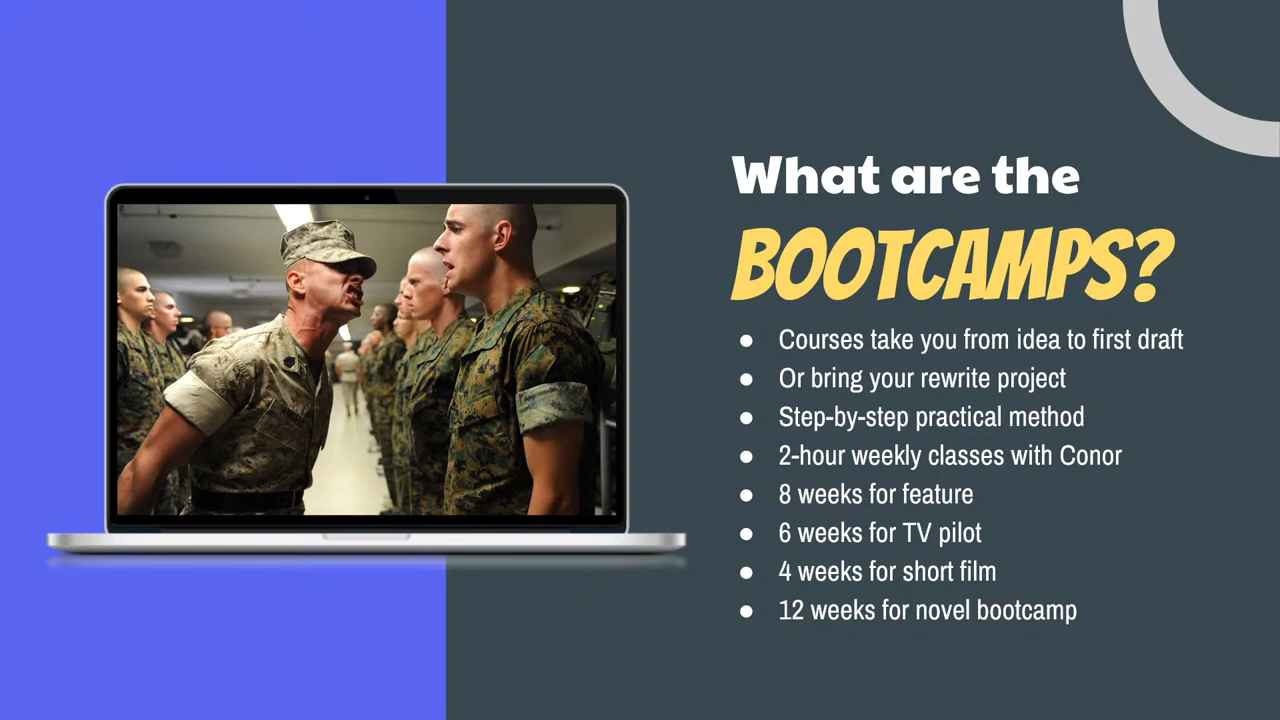 What are the
BOOTCAMPS?
● Courses take you from idea to first draft
● Or bring your rewrite project
● Step-by-step practical method
● 2-hour weekly classes with Conor
● 8 weeks for feature
● 6 weeks for TV pilot
● 4 weeks for short film
● 12 weeks for novel bootcamp